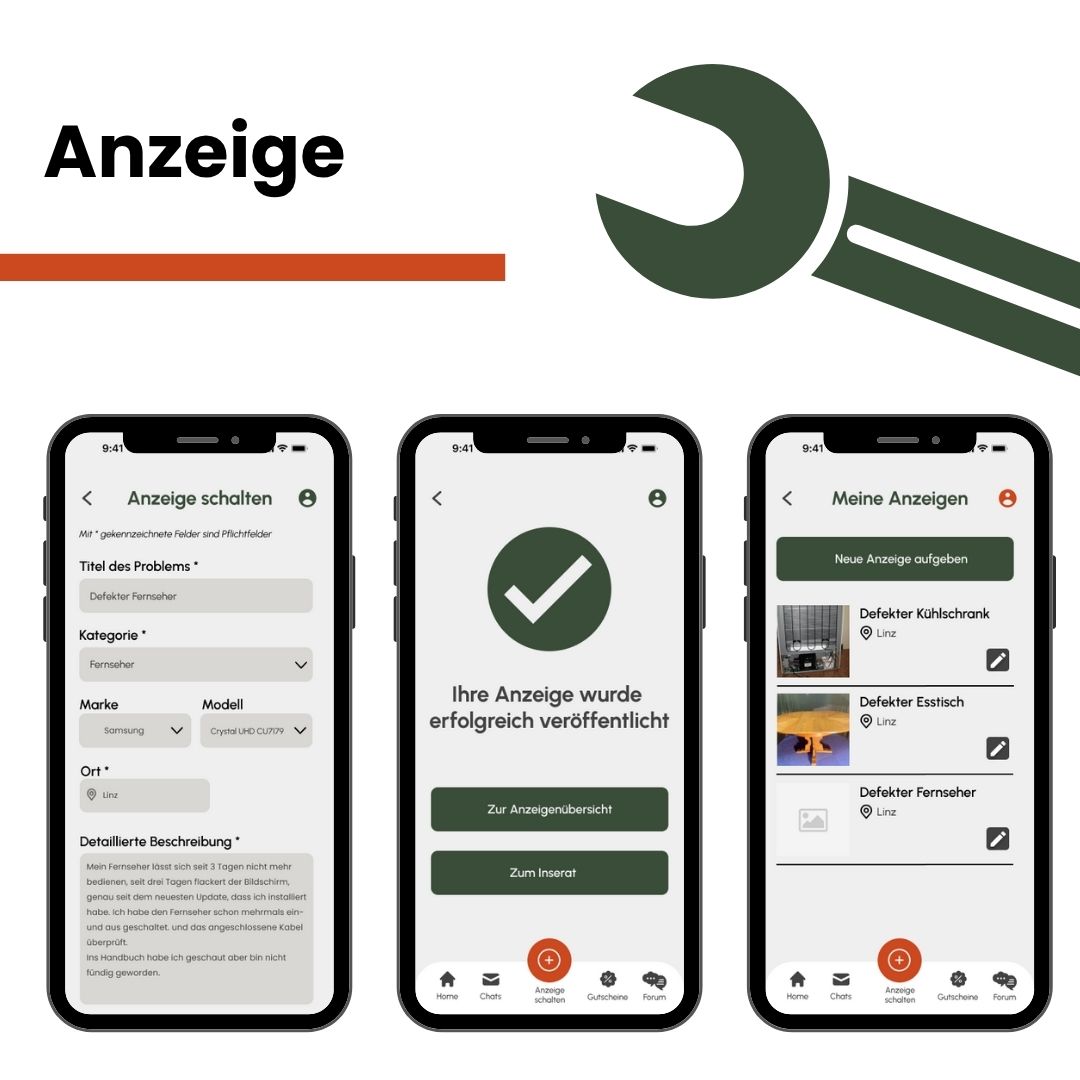 Anzeige
9:41
Anzeige schalten
Mit * gekennzeichnete Felder sind Pflichtfelder
Titel des Problems *
Defekter Fernseher
Kategorie *
Fernseher
Marke
Modell
Samsung
Crystal UHD CU7179
Ort *
Linz
Detaillierte Beschreibung *
Mein Fernseher lässt sich seit 3 Tagen nicht mehr
bedienen, seit drei Tagen flackert der Bildschirm,
genau seit dem neuesten Update, dass ich installiert
habe. Ich habe den Fernseher schon mehrmals ein-
und aus geschaltet. und das angeschlossene Kabel
überprüft.
Ins Handbuch habe ich geschaut aber bin nicht
fündig geworden.
9:41
Ihre Anzeige wurde
erfolgreich veröffentlicht
Zur Anzeigenübersicht
Zum Inserat
Home
Chats
Anzeige
schalten
Gutscheine
Forum
9:41
Meine Anzeigen
Neue Anzeige aufgeben
Defekter Kühlschrank
Linz
Defekter Esstisch
Linz
Defekter Fernseher
Linz
Home
Chats
Anzeige
schalten
Gutscheine
Forum